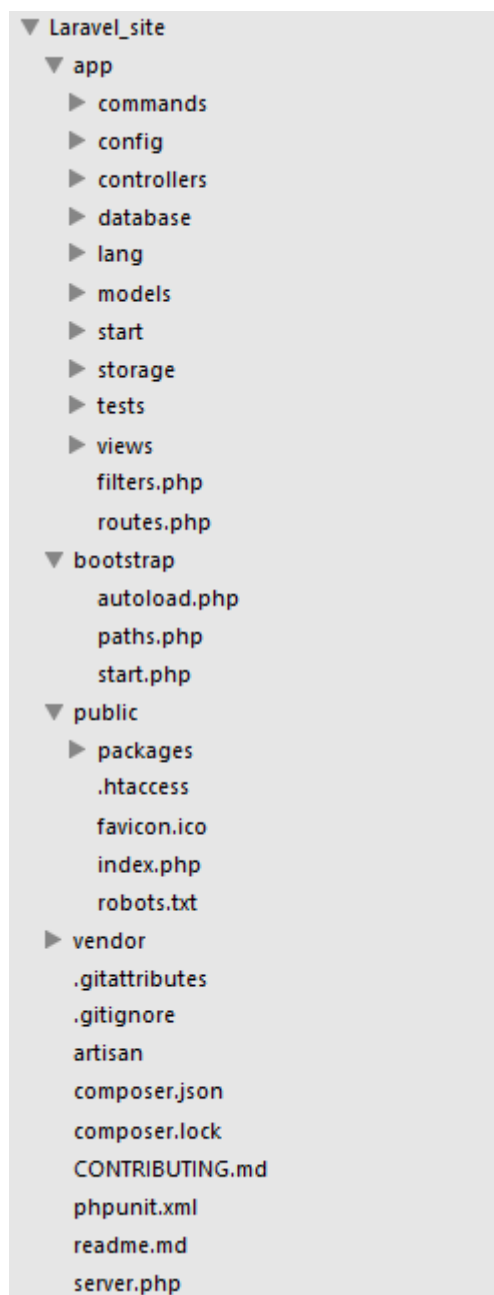 Laravel_site
app
commands
config
controllers
database
lang
models
start
storage
tests
views
filters.php
routes.php
bootstrap
autoload.php
paths.php
start.php
public
packages
.htaccess
favicon.ico
index.php
robots.txt
vendor
.gitattributes
.gitignore
artisan
composer.json
composer.lock
CONTRIBUTING.md
phpunit.xml
readme.md
server.php